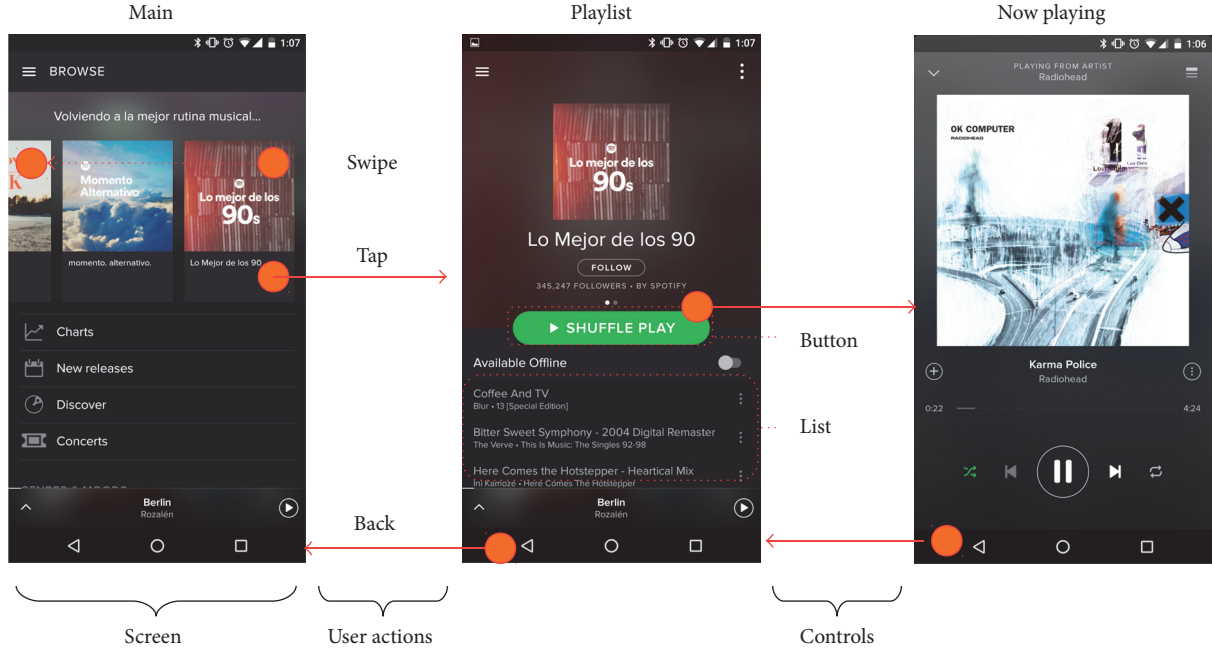 Main
Playlist
Now playing
1:07
BROWSE
Volviendo a la mejor rutina musical...
Momento
Alternativo
Lo mejor de los
90s
momento. alternativo.
Lo Mejor de los 90
Charts
New releases
Discover
Concerts
GENRES & MOODS
Berlin
Rozalén
Swipe
Tap
Back
1:07
Lo mejor de los
90s
Lo Mejor de los 90
FOLLOW
345,247 FOLLOWERS • BY SPOTIFY
SHUFFLE PLAY
Available Offline
Coffee And TV
Blur • 13 [Special Edition]
Bitter Sweet Symphony - 2004 Digital Remaster
The Verve • This Is Music: The Singles 92-98
Here Comes the Hotstepper - Heartical Mix
Ini Kamoze • Here Comes The Hotstepper
Berlin
Rozalén
Button
List
1:06
PLAYING FROM ARTIST
Radiohead
OK COMPUTER
RADIOHEAD
Karma Police
Radiohead
0:22
4:24
Screen
User actions
Controls